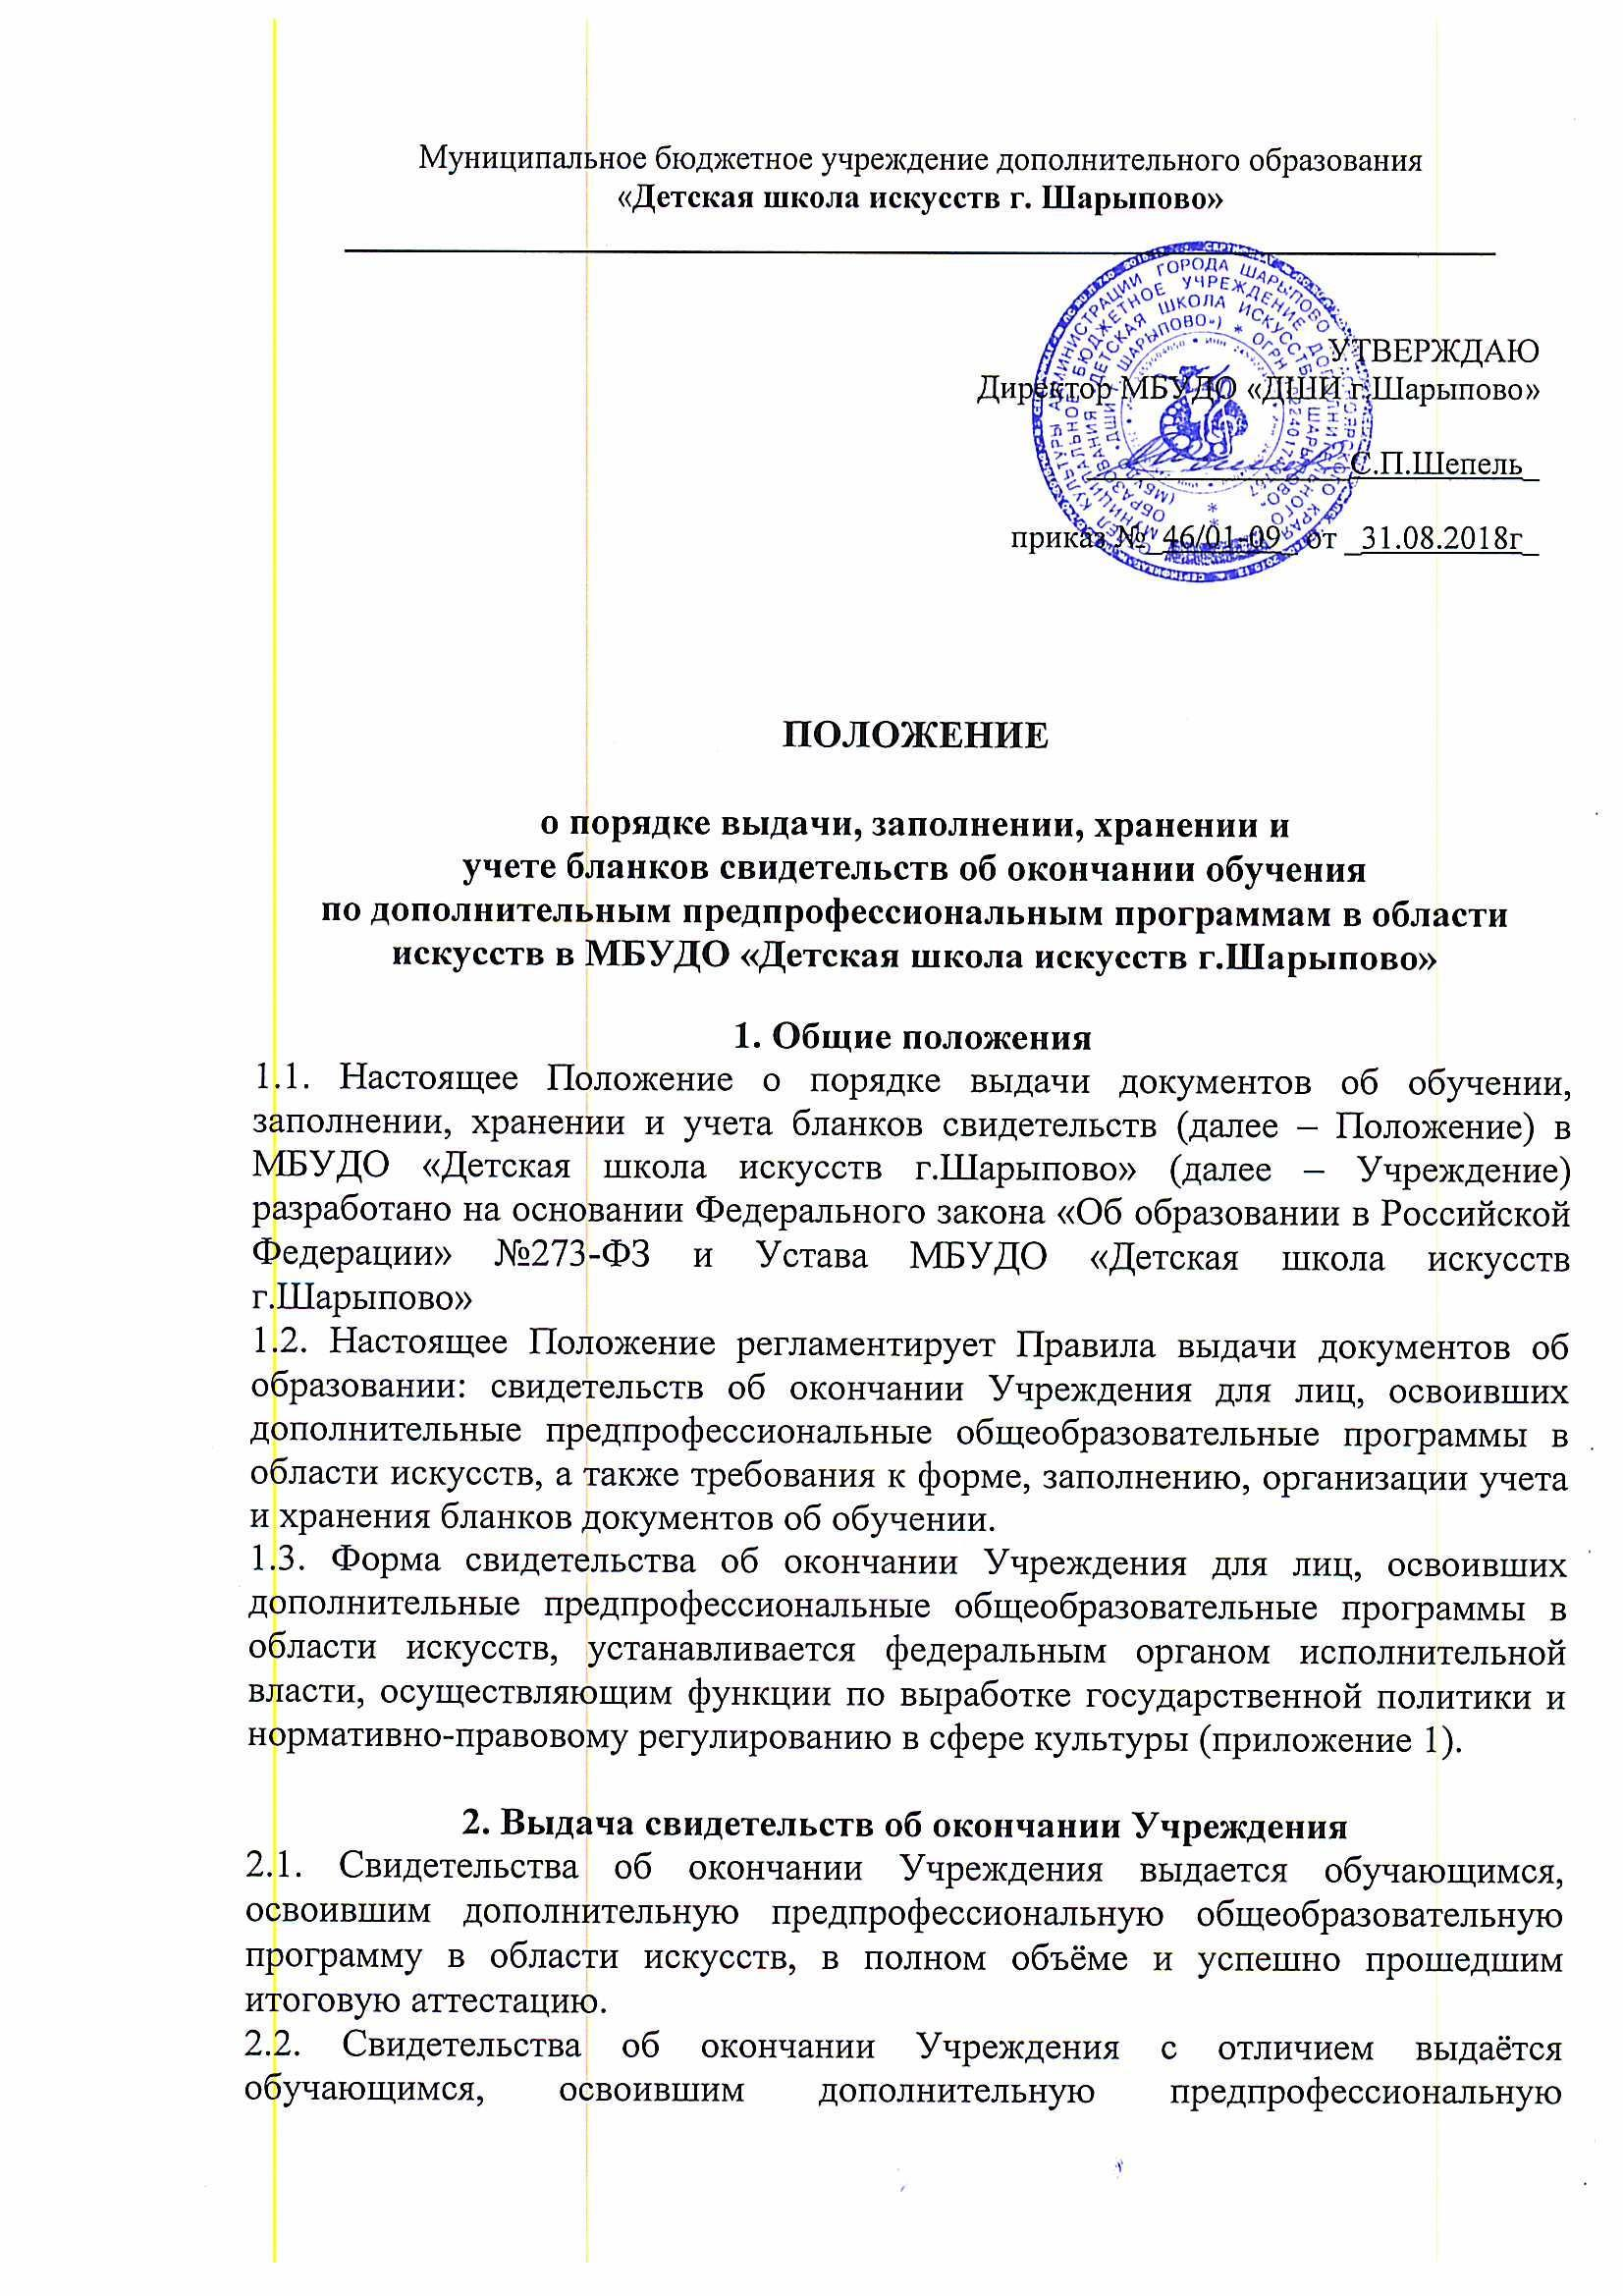 Муниципальное бюджетное учреждение дополнительного образования
«Детская школа искусств г. Шарыпово»
УТВЕРЖДАЮ
Директор МБУДО «ДШИ г.Шарыпово»
С.П.Шепель_
приказ №_46/01-09_ от _31.08.2018г_
ПОЛОЖЕНИЕ
о порядке выдачи, заполнении, хранении и
учете бланков свидетельств об окончании обучения
по дополнительным предпрофессиональным программам в области
искусств в МБУДО «Детская школа искусств г.Шарыпово»
1. Общие положения
1.1. Настоящее Положение о порядке выдачи документов об обучении,
заполнении, хранении и учета бланков свидетельств (далее – Положение) в
МБУДО «Детская школа искусств г.Шарыпово» (далее – Учреждение)
разработано на основании Федерального закона «Об образовании в Российской
Федерации» №273-ФЗ и Устава МБУДО «Детская школа искусств
г.Шарыпово»
1.2. Настоящее Положение регламентирует Правила выдачи документов об
образовании: свидетельств об окончании Учреждения для лиц, освоивших
дополнительные предпрофессиональные общеобразовательные программы в
области искусств, а также требования к форме, заполнению, организации учета
и хранения бланков документов об обучении.
1.3. Форма свидетельства об окончании Учреждения для лиц, освоивших
дополнительные предпрофессиональные общеобразовательные программы в
области искусств, устанавливается федеральным органом исполнительной
власти, осуществляющим функции по выработке государственной политики и
нормативно-правовому регулированию в сфере культуры (приложение 1).
2. Выдача свидетельств об окончании Учреждения
2.1. Свидетельства об окончании Учреждения выдается обучающимся,
освоившим дополнительную предпрофессиональную общеобразовательную
программу в области искусств, в полном объёме и успешно прошедшим
итоговую аттестацию.
2.2. Свидетельства об окончании Учреждения с отличием выдаётся
обучающимся, освоившим дополнительную предпрофессиональную